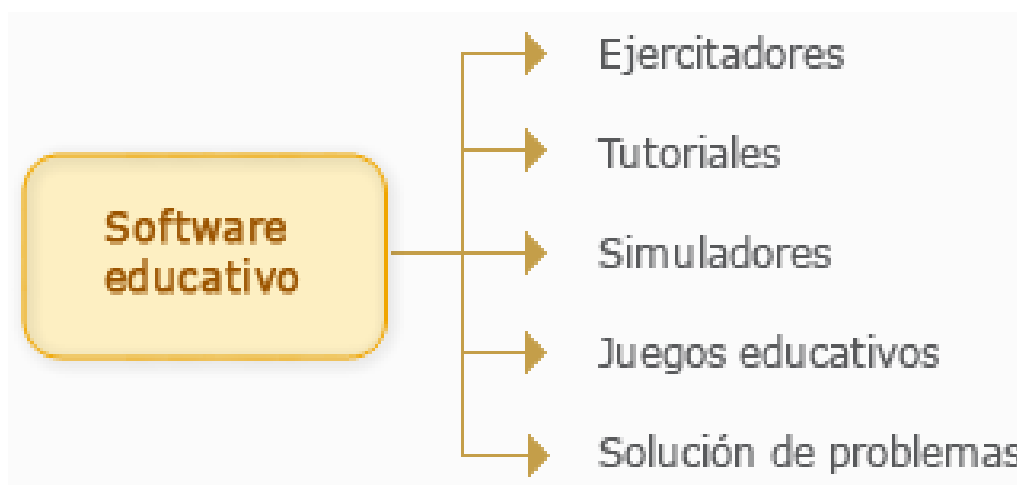 Software
educativo
Ejercitadores
Tutoriales
Simuladores
Juegos educativos
Solución de problemas